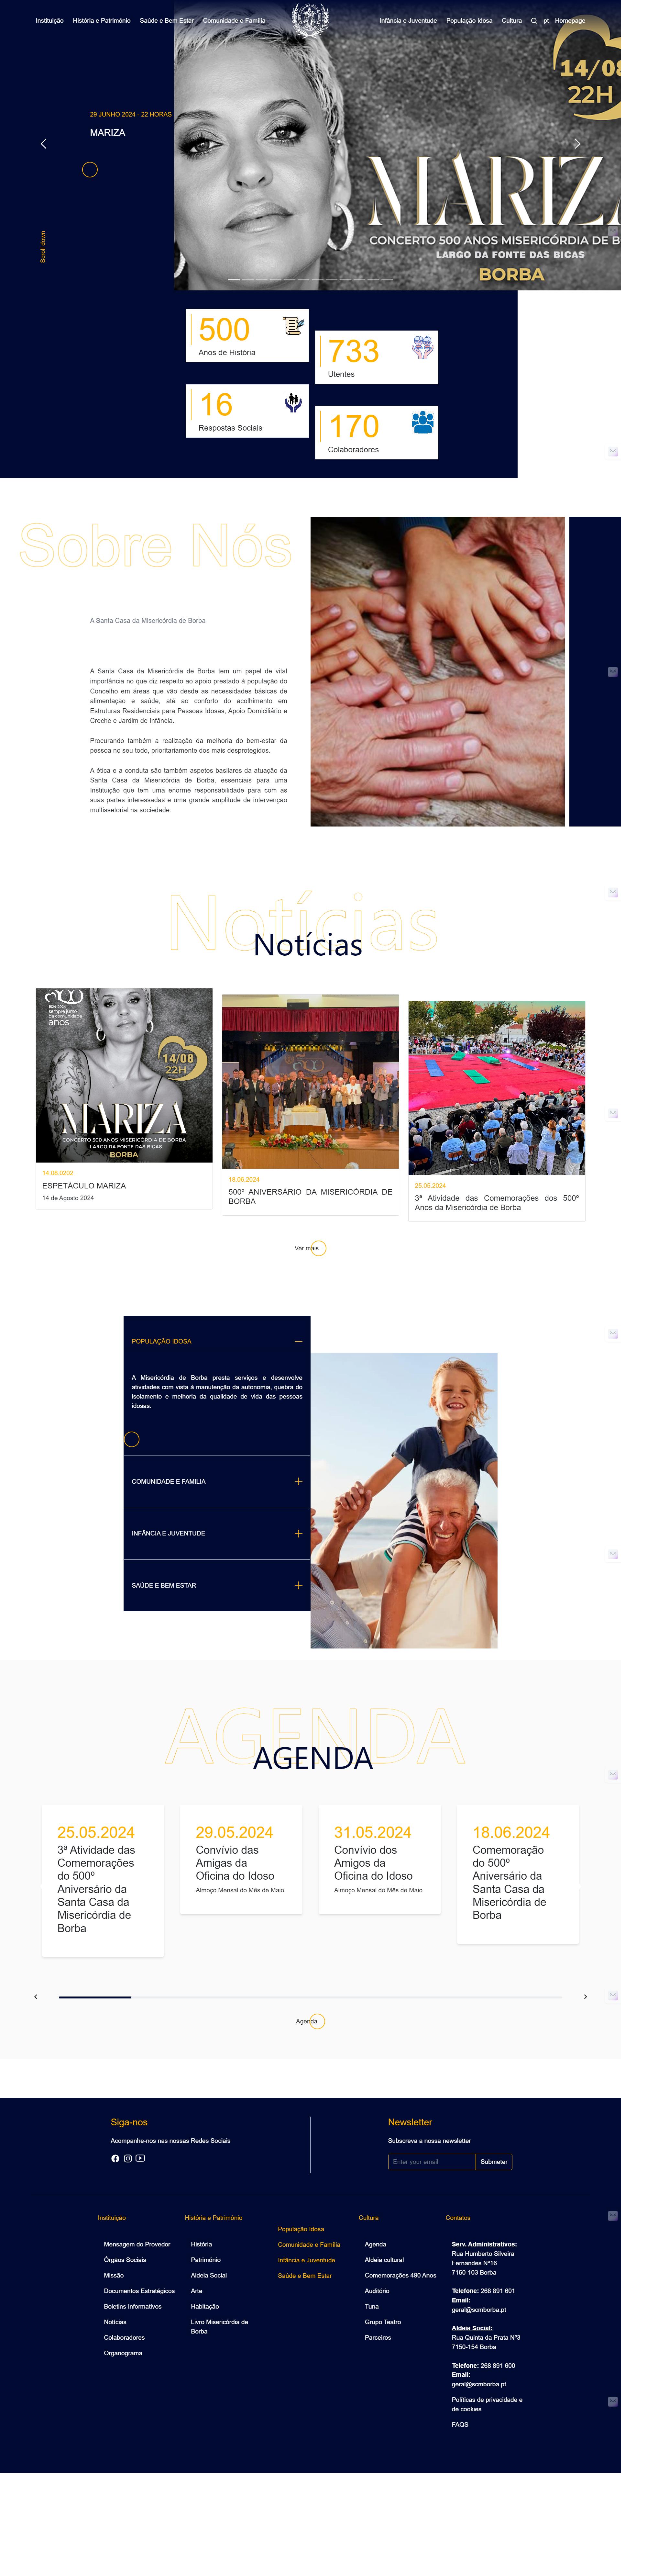 Instituição
História e Património
Saúde e Bem Estar
Comunidade e Família
Infância e Juventude
População Idosa
Cultura
pt
Homepage
29 JUNHO 2024 - 22 HORAS
MARIZA
Scroll down
14/08
22H
MARIZA
CONCERTO 500 ANOS MISERICÓRDIA DE B
LARGO DA FONTE DAS BICAS
BORBA
500
Anos de História
733
Utentes
16
Respostas Sociais
170
Colaboradores
Sobre Nós
A Santa Casa da Misericórdia de Borba
A Santa Casa da Misericórdia de Borba tem um papel de vital
importância no que diz respeito ao apoio prestado á população do
Concelho em áreas que vão desde as necessidades básicas de
alimentação e saúde, até ao conforto do acolhimento em
Estruturas Residenciais para Pessoas Idosas, Apoio Domiciliário e
Creche e Jardim de Infância.
Procurando também a realização da melhoria do bem-estar da
pessoa no seu todo, prioritariamente dos mais desprotegidos.
A ética e a conduta são também aspetos basilares da atuação da
Santa Casa da Misericórdia de Borba, essenciais para uma
Instituição que tem uma enorme responsabilidade para com as
suas partes interessadas e uma grande amplitude de intervenção
multissetorial na sociedade.
Notícias
Notícias
anos
14/08
22H
MARIZA
CONCERTO 500 ANOS MISERICÓRDIA DE BORBA
LARGO DA FONTE DAS BICAS
BORBA
14.08.0202
ESPETÁCULO MARIZA
14 de Agosto 2024
18.06.2024
500º ANIVERSÁRIO DA MISERICÓRDIA DE
BORBA
25.05.2024
3ª Atividade das Comemorações dos 500º
Anos da Misericórdia de Borba
Ver mais
POPULAÇÃO IDOSA
A Misericórdia de Borba presta serviços e desenvolve
atividades com vista á manutenção da autonomia, quebra do
isolamento e melhoria da qualidade de vida das pessoas
idosas.
COMUNIDADE E FAMILIA
INFÂNCIA E JUVENTUDE
SAÚDE E BEM ESTAR
AGENDA
AGENDA
25.05.2024
3ª Atividade das
Comemorações
do 500º
Aniversário da
Santa Casa da
Misericórdia de
Borba
29.05.2024
Convívio das
Amigas da
Oficina do Idoso
Almoço Mensal do Mês de Maio
31.05.2024
Convívio dos
Amigos da
Oficina do Idoso
Almoço Mensal do Mês de Maio
18.06.2024
Comemoração
do 500º
Aniversário da
Santa Casa da
Misericórdia de
Borba
Agenda
Siga-nos
Acompanhe-nos nas nossas Redes Sociais
Newsletter
Subscreva a nossa newsletter
Enter your email
Submeter
Instituição
Mensagem do Provedor
Órgãos Sociais
Missão
Documentos Estratégicos
Boletins Informativos
Notícias
Colaboradores
Organograma
História e Património
História
Património
Aldeia Social
Arte
Habitação
Livro Misericórdia de
Borba
População Idosa
Comunidade e Família
Infância e Juventude
Saúde e Bem Estar
Cultura
Agenda
Aldeia cultural
Comemorações 490 Anos
Auditório
Tuna
Grupo Teatro
Parceiros
Contatos
Serv. Administrativos:
Rua Humberto Silveira
Fernandes Nº16
7150-103 Borba
Telefone: 268 891 601
Email:
geral@scmborba.pt
Aldeia Social:
Rua Quinta da Prata Nº3
7150-154 Borba
Telefone: 268 891 600
Email:
geral@scmborba.pt
Políticas de privacidade e
de cookies
FAQS